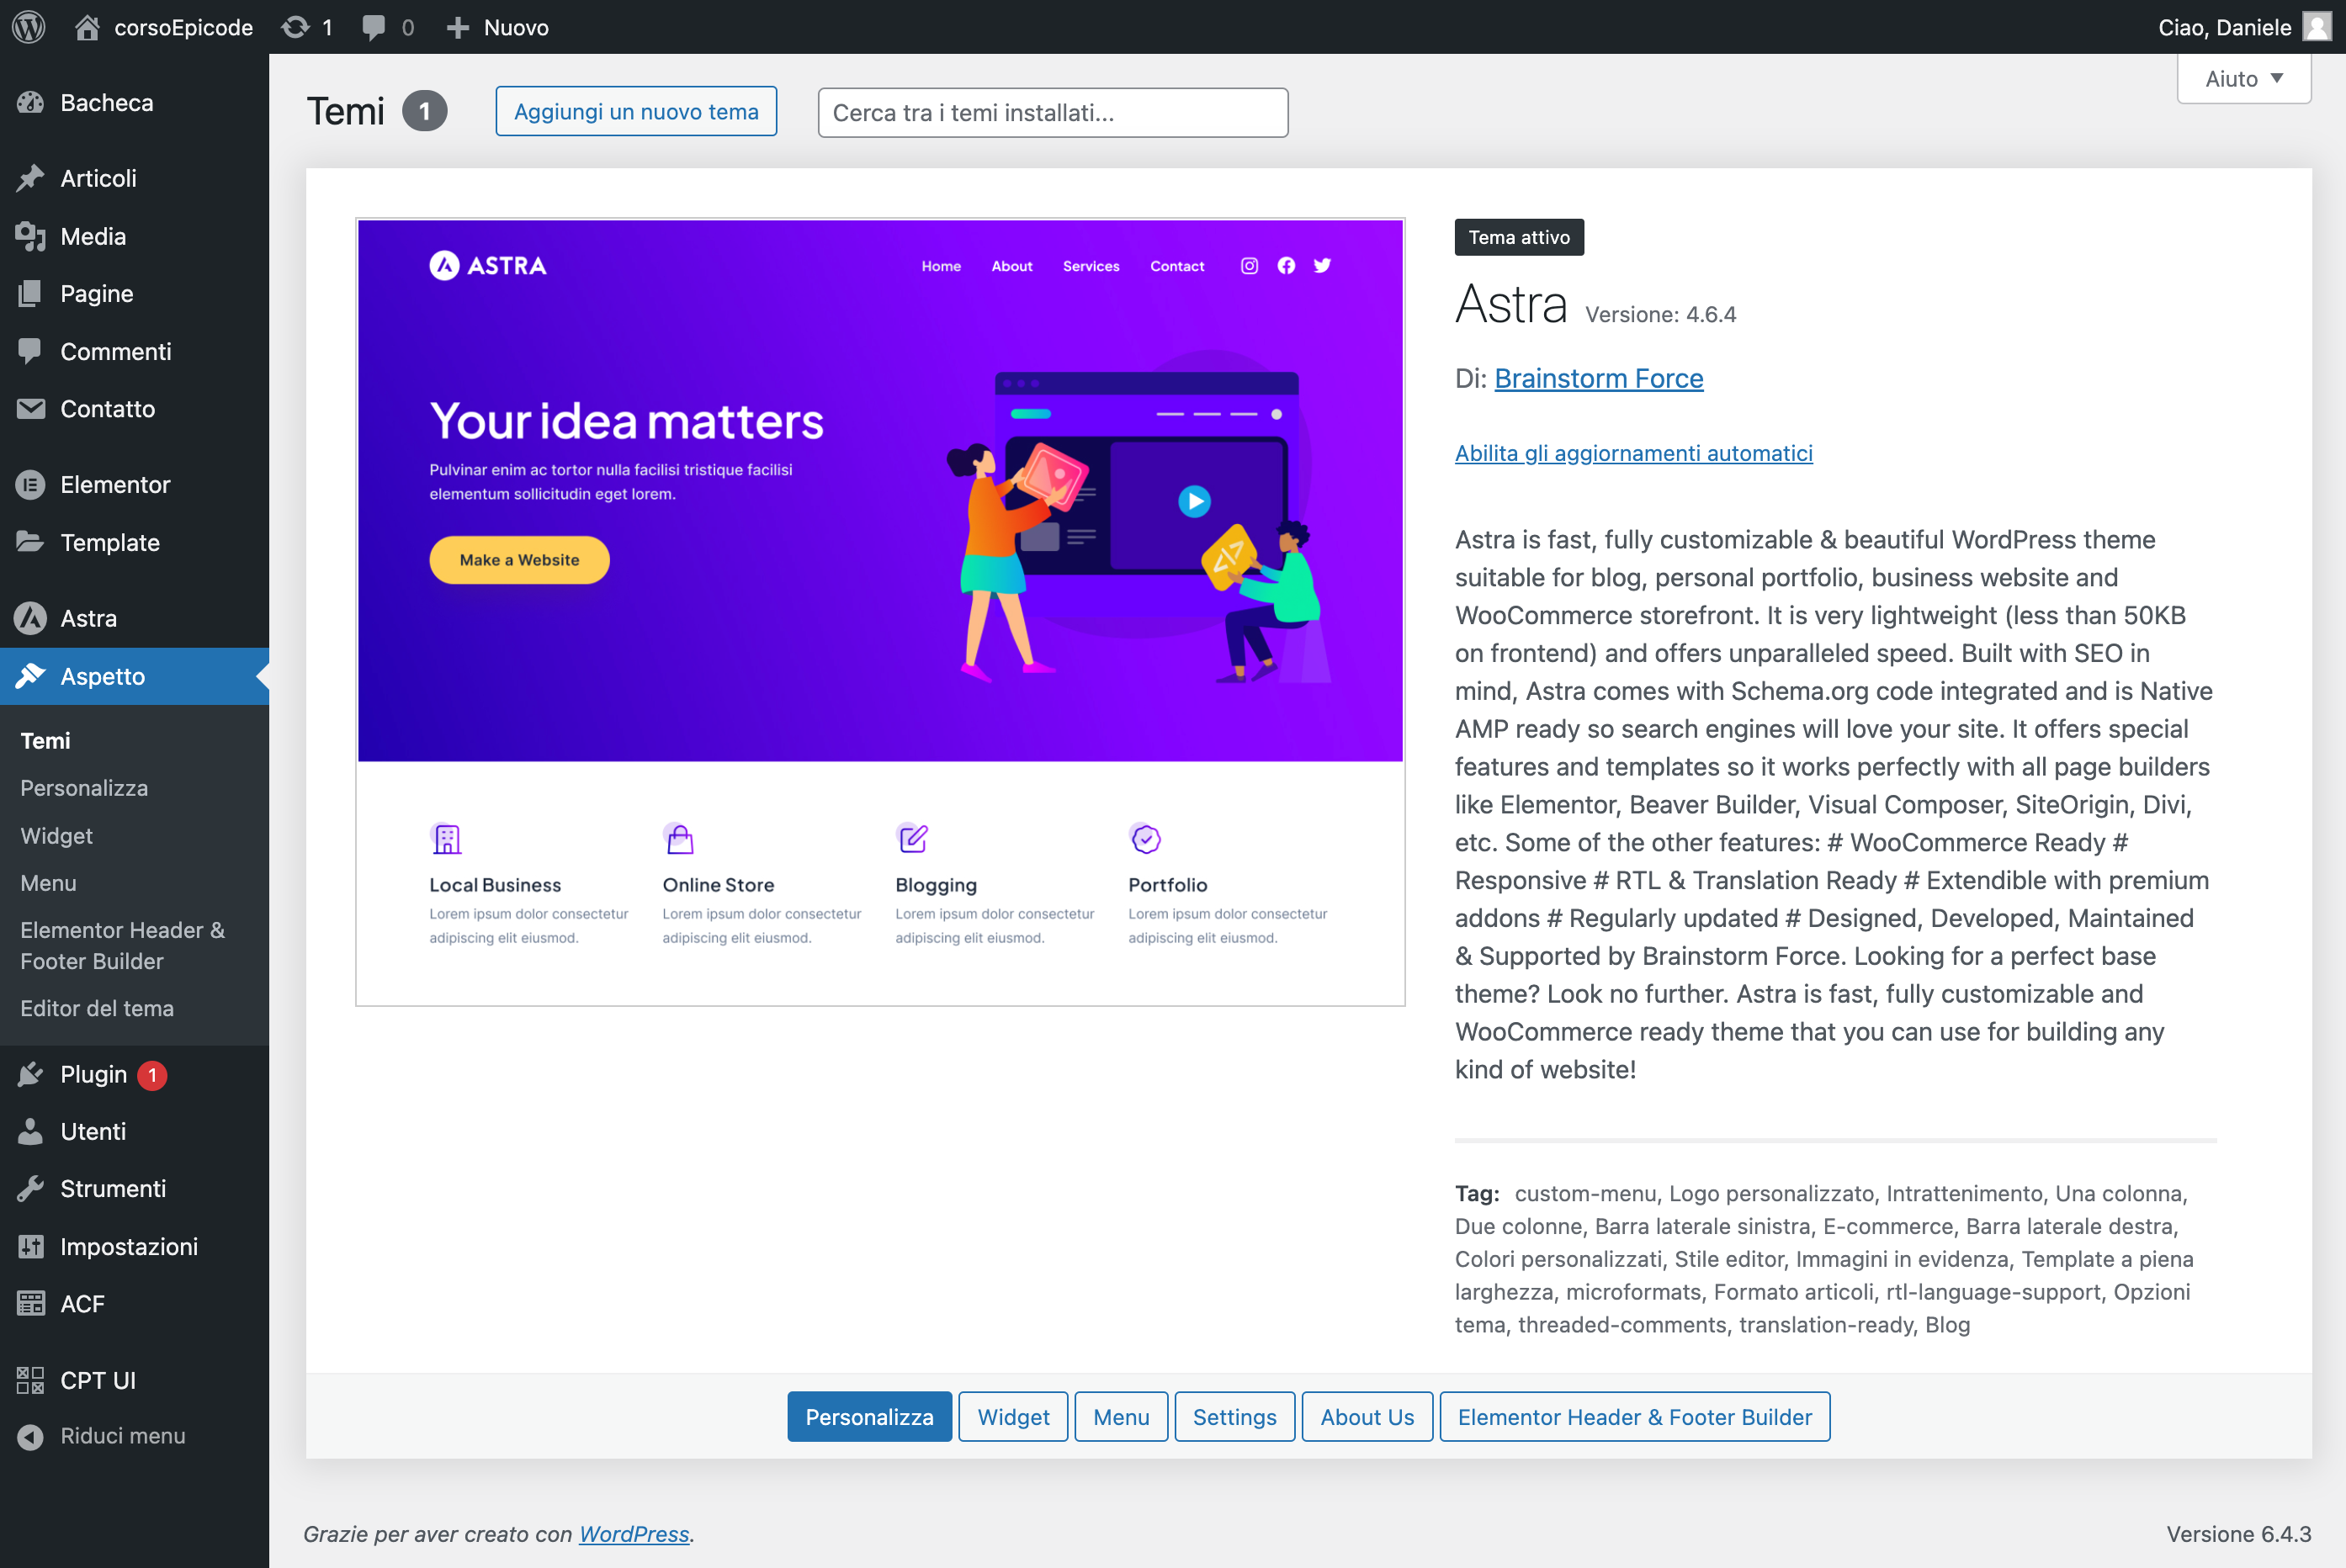 corsoEpicode
1
0
Nuovo
Ciao, Daniele
Aiuto
Bacheca
Articoli
Media
Pagine
Commenti
Contatto
Elementor
Template
Astra
Aspetto
Temi
Personalizza
Widget
Menu
Elementor Header &
Footer Builder
Editor del tema
Plugin 1
Utenti
Strumenti
Impostazioni
ACF
CPT UI
Riduci menu
Temi 1
Aggiungi un nuovo tema
Cerca tra i temi installati...
ASTRA
Home About Services Contact
Your idea matters
Pulvinar enim ac tortor nulla facilisi tristique facilisi
elementum sollicitudin eget lorem.
Make a Website
Local Business
Lorem ipsum dolor consectetur
adipiscing elit eiusmod.
Online Store
Lorem ipsum dolor consectetur
adipiscing elit eiusmod.
Blogging
Lorem ipsum dolor consectetur
adipiscing elit eiusmod.
Portfolio
Lorem ipsum dolor consectetur
adipiscing elit eiusmod.
Tema attivo
Astra Versione: 4.6.4
Di: Brainstorm Force
Abilita gli aggiornamenti automatici
Astra is fast, fully customizable & beautiful WordPress theme
suitable for blog, personal portfolio, business website and
WooCommerce storefront. It is very lightweight (less than 50KB
on frontend) and offers unparalleled speed. Built with SEO in
mind, Astra comes with Schema.org code integrated and is Native
AMP ready so search engines will love your site. It offers special
features and templates so it works perfectly with all page builders
like Elementor, Beaver Builder, Visual Composer, SiteOrigin, Divi,
etc. Some of the other features: # WooCommerce Ready #
Responsive # RTL & Translation Ready # Extendible with premium
addons # Regularly updated # Designed, Developed, Maintained
& Supported by Brainstorm Force. Looking for a perfect base
theme? Look no further. Astra is fast, fully customizable and
WooCommerce ready theme that you can use for building any
kind of website!
Tag: custom-menu, Logo personalizzato, Intrattenimento, Una colonna,
Due colonne, Barra laterale sinistra, E-commerce, Barra laterale destra,
Colori personalizzati, Stile editor, Immagini in evidenza, Template a piena
larghezza, microformats, Formato articoli, rtl-language-support, Opzioni
tema, threaded-comments, translation-ready, Blog
Personalizza Widget Menu Settings About Us Elementor Header & Footer Builder
Grazie per aver creato con WordPress.
Versione 6.4.3